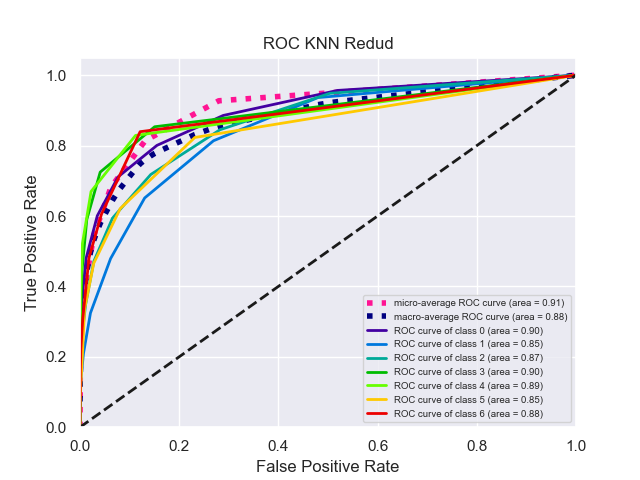 ROC KNN Redud
True Positive Rate
1.0
0.8
0.6
0.4
0.2
0.0
micro-average ROC curve (area = 0.91)
macro-average ROC curve (area = 0.88)
ROC curve of class 0 (area = 0.90)
ROC curve of class 1 (area = 0.85)
ROC curve of class 2 (area = 0.87)
ROC curve of class 3 (area = 0.90)
ROC curve of class 4 (area = 0.89)
ROC curve of class 5 (area = 0.85)
ROC curve of class 6 (area = 0.88)
0.0 0.2 0.4 0.6 0.8 1.0
False Positive Rate